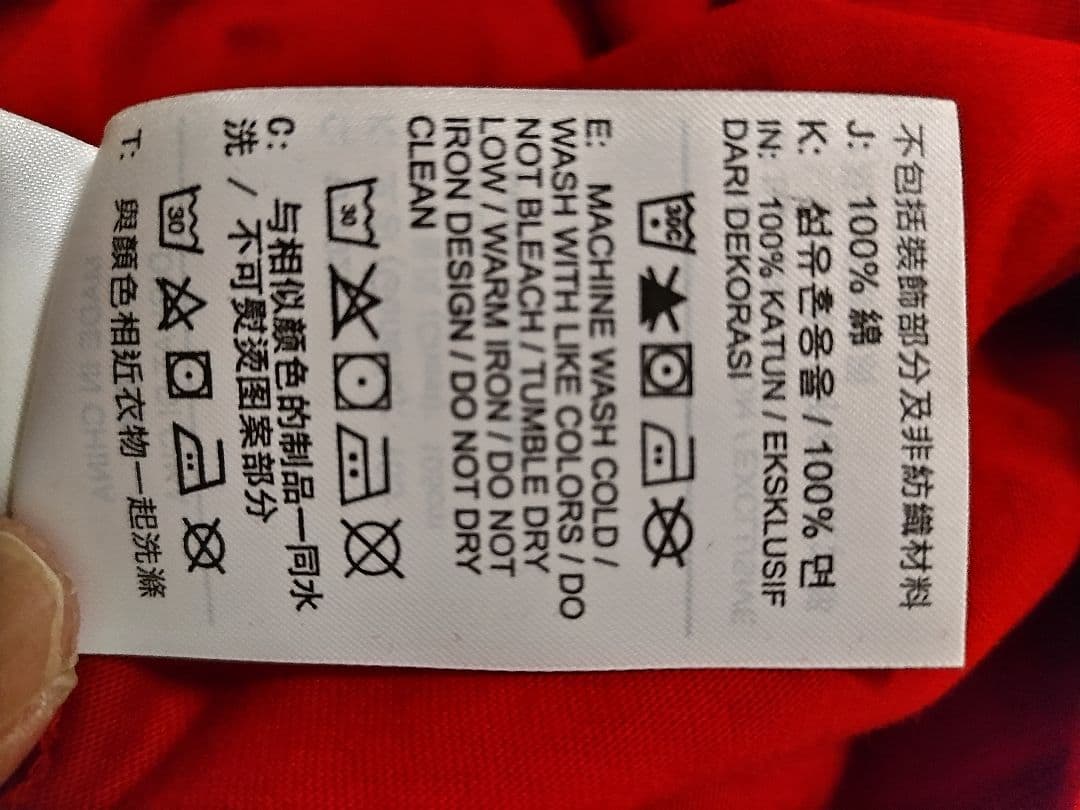 不包括裝飾部分及非紡織材料
J: 100% 綿
K: 섬유혼용율 / 100% 면
IN: 100% KATUN / EKSKLUSIF
DARI DEKORASI
30C
E: MACHINE WASH COLD /
WASH WITH LIKE COLORS / DO
NOT BLEACH / TUMBLE DRY
LOW / WARM IRON / DO NOT
IRON DESIGN / DO NOT DRY
CLEAN
30
C: 与相似颜色的制品一同水
洗 / 不可熨烫图案部分
30
T: 與顏色相近衣物一起洗滌